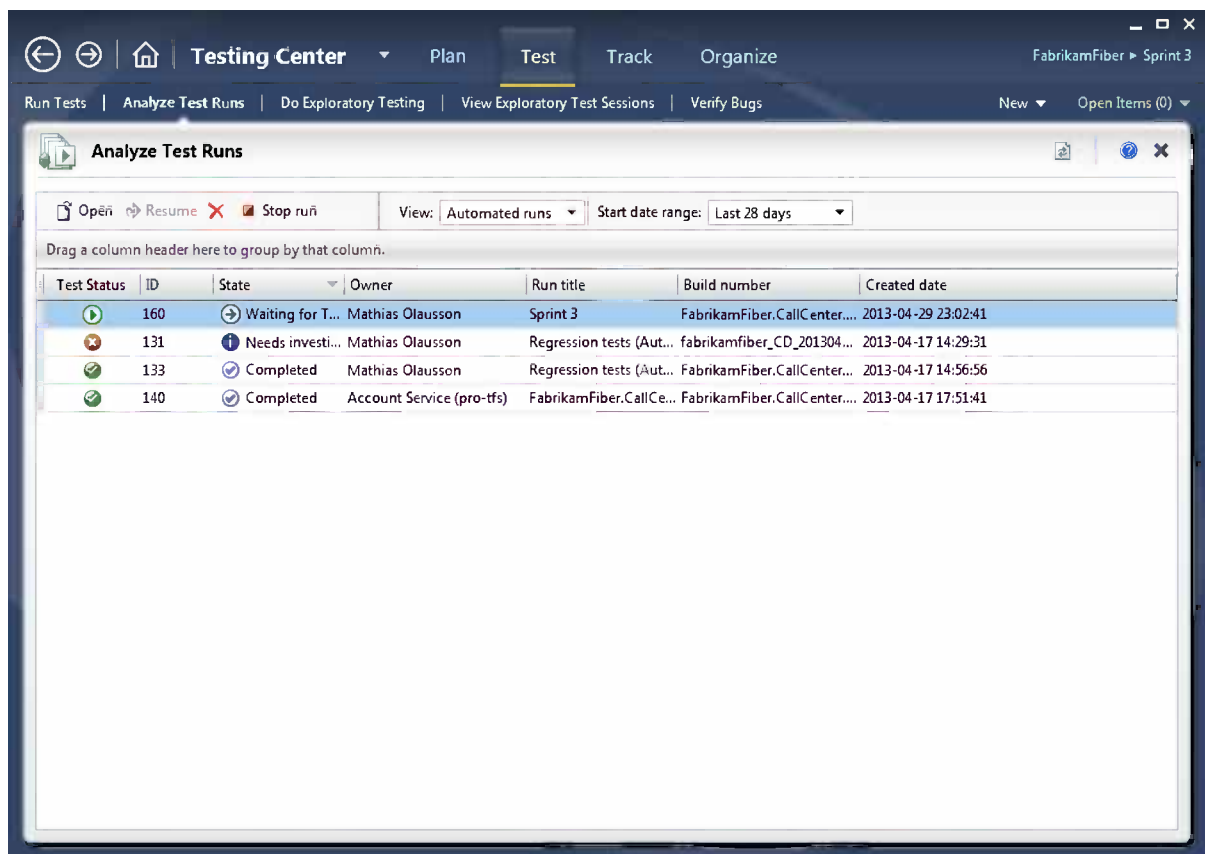 Testing Center Plan Test Track Organize FabrikamFiber ▸ Sprint 3
Run Tests | Analyze Test Runs | Do Exploratory Testing | View Exploratory Test Sessions | Verify Bugs New Open Items (0)
Analyze Test Runs
Open Resume Stop run View: Automated runs Start date range: Last 28 days
Drag a column header here to group by that column.
Test Status ID State Owner Run title Build number Created date
160 Waiting for T... Mathias Olausson Sprint 3 FabrikamFiber.CallCenter.... 2013-04-29 23:02:41
131 Needs investi... Mathias Olausson Regression tests (Aut... fabrikamfiber_CD_201304... 2013-04-17 14:29:31
133 Completed Mathias Olausson Regression tests (Aut... FabrikamFiber.CallCenter.... 2013-04-17 14:56:56
140 Completed Account Service (pro-tfs) FabrikamFiber.CallCe... FabrikamFiber.CallCenter.... 2013-04-17 17:51:41